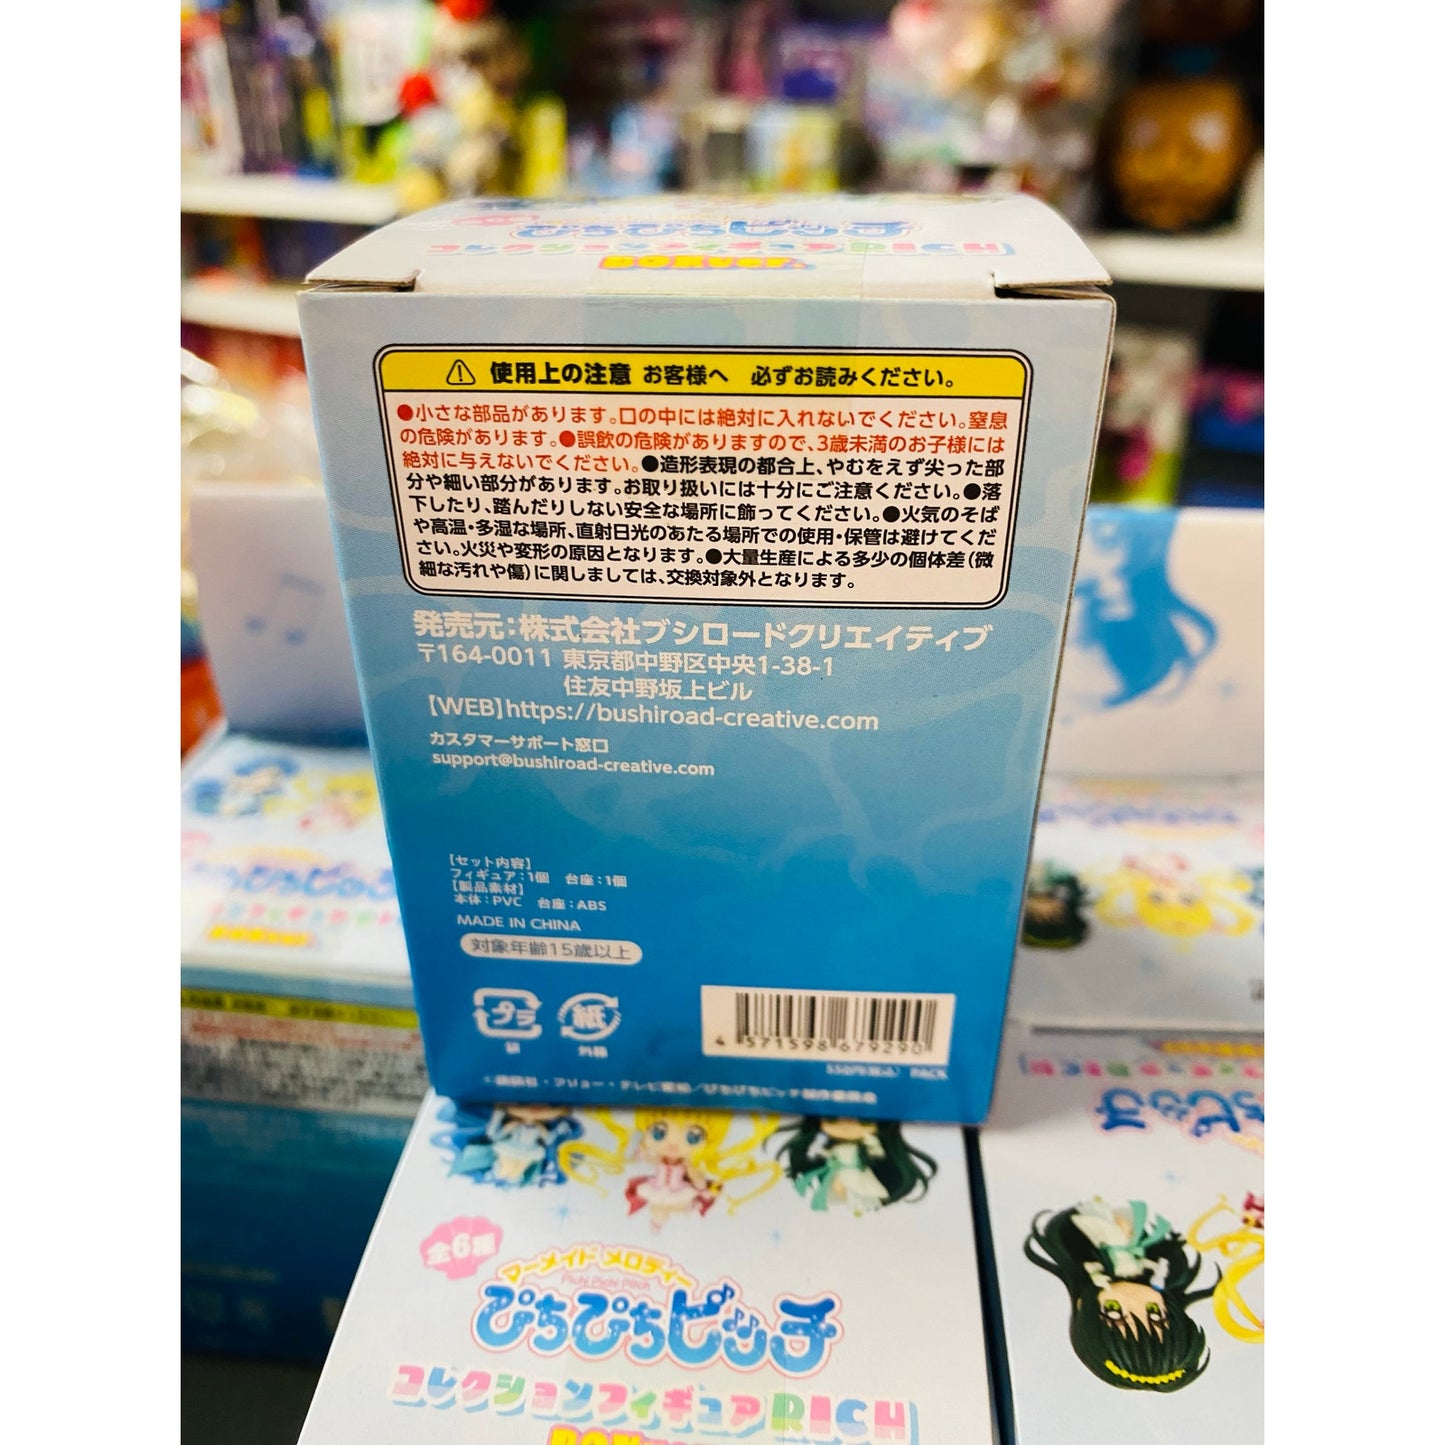 ぴちぴちピッチ
コレクションフィギュアRICH
使用上の注意 お客様へ 必ずお読みください。
●小さな部品があります。口の中には絶対に入れないでください。窒息
の危険があります。●誤飲の危険がありますので、3歳未満のお子様には
絶対に与えないでください。●造形表現の都合上、やむをえず尖った部
分や細い部分があります。お取り扱いには十分にご注意ください。●落
下したり、踏んだりしない安全な場所に飾ってください。●火気のそば
や高温・多湿な場所、直射日光のあたる場所での使用・保管は避けてくだ
さい。火災や変形の原因となります。●大量生産による多少の個体差（微
細な汚れや傷）に関しましては、交換対象外となります。
発売元：株式会社ブシロードクリエイティブ
〒164-0011 東京都中野区中央1-38-1
住友中野坂上ビル
【WEB】https://bushiroad-creative.com
カスタマーサポート窓口
support@bushiroad-creative.com
【セット内容】
フィギュア：1個 台座：1個
【製品素材】
本体：PVC 台座：ABS
MADE IN CHINA
対象年齢15歳以上
プラ
紙
袋
外箱
4 571598 679290
全6種
マーメイド メロディー
Pichi Pichi Pitch
ぴちぴちピッチ
コレクションフィギュアRICH